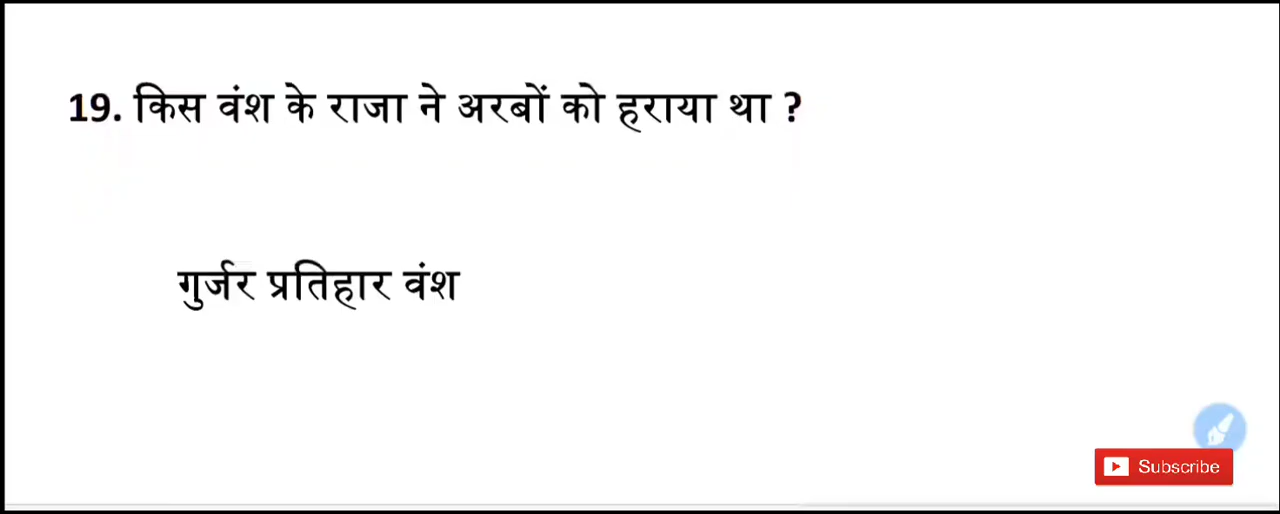 19. किस वंश के राजा ने अरबों को हराया था ?
गुर्जर प्रतिहार वंश
Subscribe